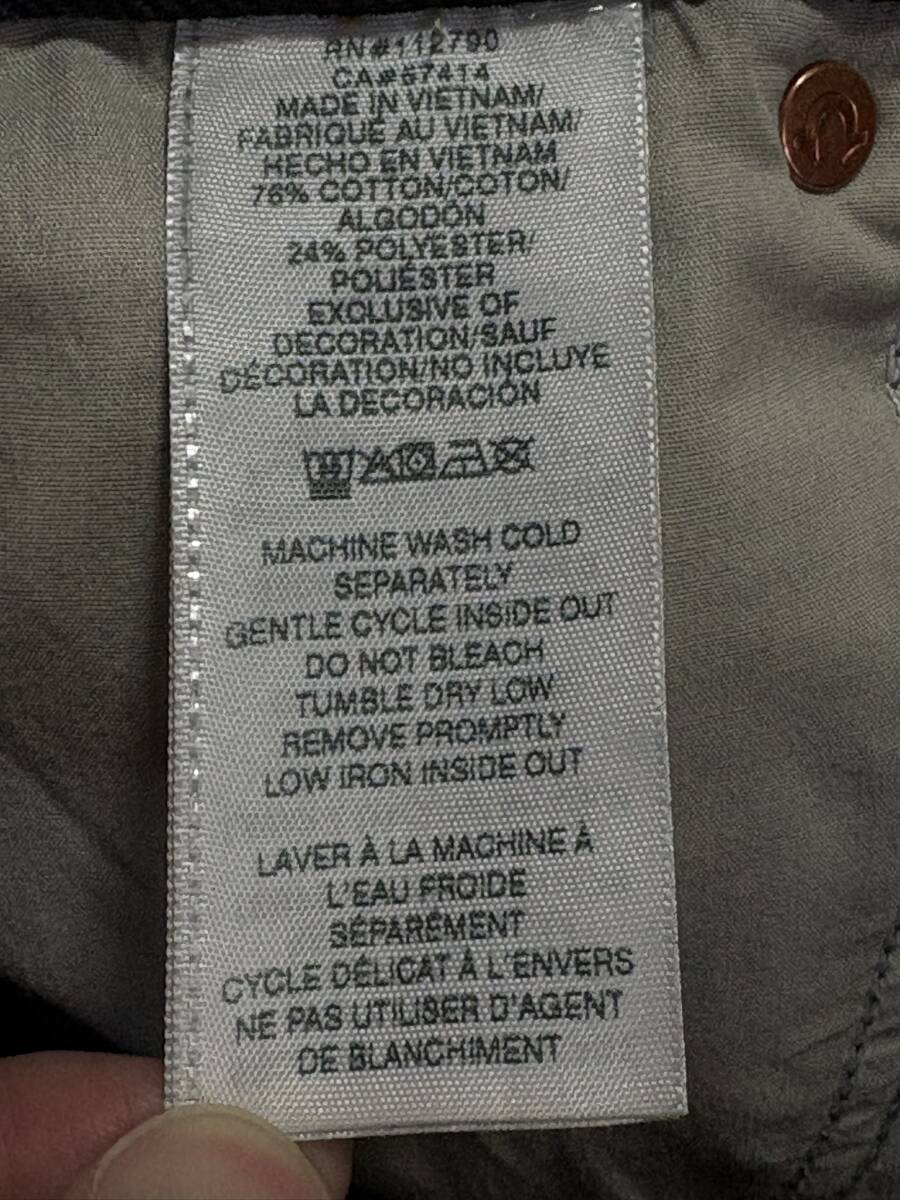 RN#112790
CA#57414
MADE IN VIETNAM/
FABRIQUÉ AU VIETNAM/
HECHO EN VIETNAM
76% COTTON/COTON/
ALGODÓN
24% POLYESTER/
POLIÉSTER
EXCLUSIVE OF
DECORATION/SAUF
DÉCORATION/NO INCLUYE
LA DECORACIÓN
MACHINE WASH COLD
SEPARATELY
GENTLE CYCLE INSIDE OUT
DO NOT BLEACH
TUMBLE DRY LOW
REMOVE PROMPTLY
LOW IRON INSIDE OUT
LAVER À LA MACHINE À
L'EAU FROIDE
SÉPARÉMENT
CYCLE DÉLICAT À L'ENVERS
NE PAS UTILISER D'AGENT
DE BLANCHIMENT